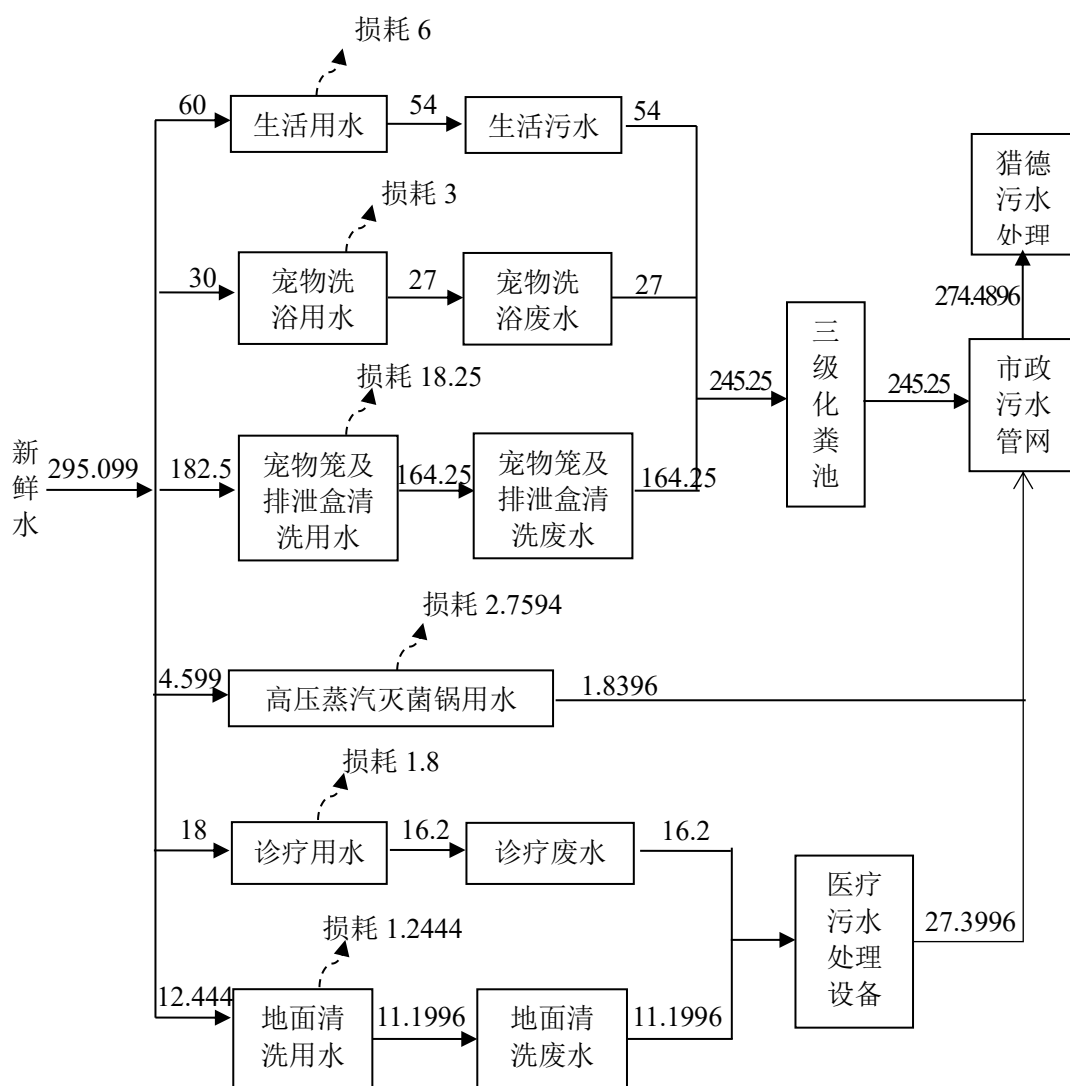 损耗 6
60
生活用水
54
生活污水
54
猎德
污水
处理
损耗 3
30
宠物洗
浴用水
27
宠物洗
浴废水
27
274.4896
三
级
化
粪
池
市政
污水
管网
损耗 18.25
245.25
245.25
新
鲜
水
295.099
182.5
宠物笼及
排泄盒清
洗用水
164.25
宠物笼及
排泄盒清
洗废水
164.25
损耗 2.7594
4.599
高压蒸汽灭菌锅用水
1.8396
损耗 1.8
18
诊疗用水
16.2
诊疗废水
16.2
医疗
污水
处理
设备
27.3996
损耗 1.2444
12.444
地面清
洗用水
11.1996
地面清
洗废水
11.1996